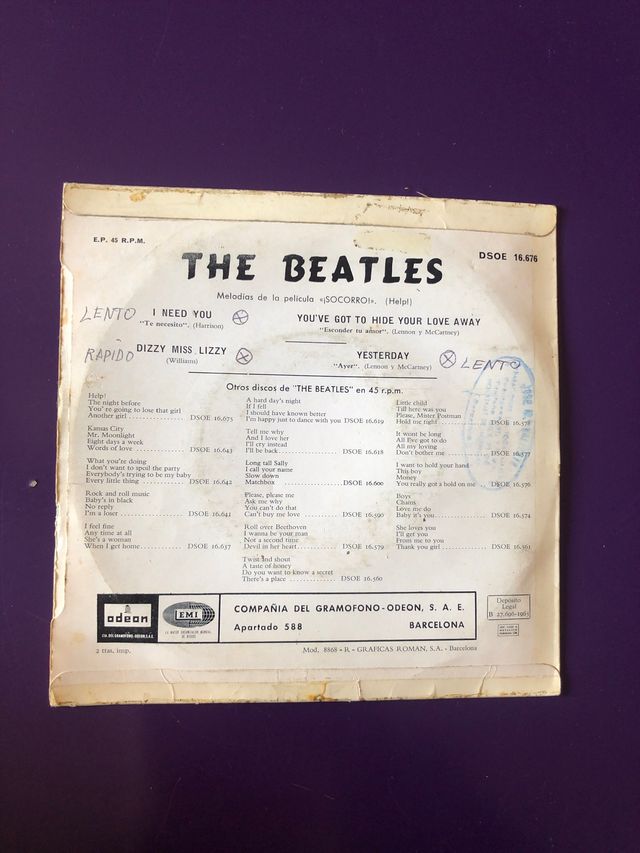 E.P. 45 R.P.M.
DSOE 16.676
THE BEATLES
Melodías de la película «¡SOCORRO!». (Help!)
LENTO I NEED YOU
"Te necesito". (Harrison)
YOU'VE GOT TO HIDE YOUR LOVE AWAY
"Esconder tu amor". (Lennon y McCartney)
RAPIDO DIZZY MISS LIZZY
(Williams)
YESTERDAY LENTO
"Ayer". (Lennon y McCartney)
Otros discos de "THE BEATLES" en 45 r.p.m.
Help!
The night before
You're going to lose that girl
Another girl DSOE 16.675
Kansas City
Mr. Moonlight
Eight days a week
Words of love DSOE 16.643
What you're doing
I don't want to spoil the party
Everybody's trying to be my baby
Every little thing DSOE 16.642
Rock and roll music
Baby's in black
No reply
I'm a loser DSOE 16.641
I feel fine
Any time at all
She's a woman
When I get home DSOE 16.637
A hard day's night
If I fell
I should have known better
I'm happy just to dance with you DSOE 16.619
Tell me why
And I love her
I'll cry instead
I'll be back DSOE 16.618
Long tall Sally
I call your name
Slow down
Matchbox DSOE 16.600
Please, please me
Ask me why
You can't do that
Can't buy me love DSOE 16.590
Roll over Beethoven
I wanna be your man
Not a second time
Devil in her heart DSOE 16.579
Twist and shout
A taste of honey
Do you want to know a secret
There's a place DSOE 16.560
Little child
Till here was you
Please, Mister Postman
Hold me tight DSOE 16.578
It wont be long
All I've got to do
All my loving
Don't bother me DSOE 16.577
I want to hold your hand
This boy
Money
You really got a hold on me DSOE 16.576
Boys
Chains
Love me do
Baby it's you DSOE 16.574
She loves you
I'll get you
From me to you
Thank you girl DSOE 16.561
odeon
CIA. DEL GRAMOFONO-ODEON, S.A.E.
EMI
LA MAYOR ORGANIZACION MUNDIAL
DE DISCOS
COMPAÑIA DEL GRAMOFONO-ODEON, S. A. E.
Apartado 588 BARCELONA
Depósito
Legal
B 27.696-1965
2 ttas. imp.
Mod. 8868 - R - GRAFICAS ROMAN, S.A. - Barcelona